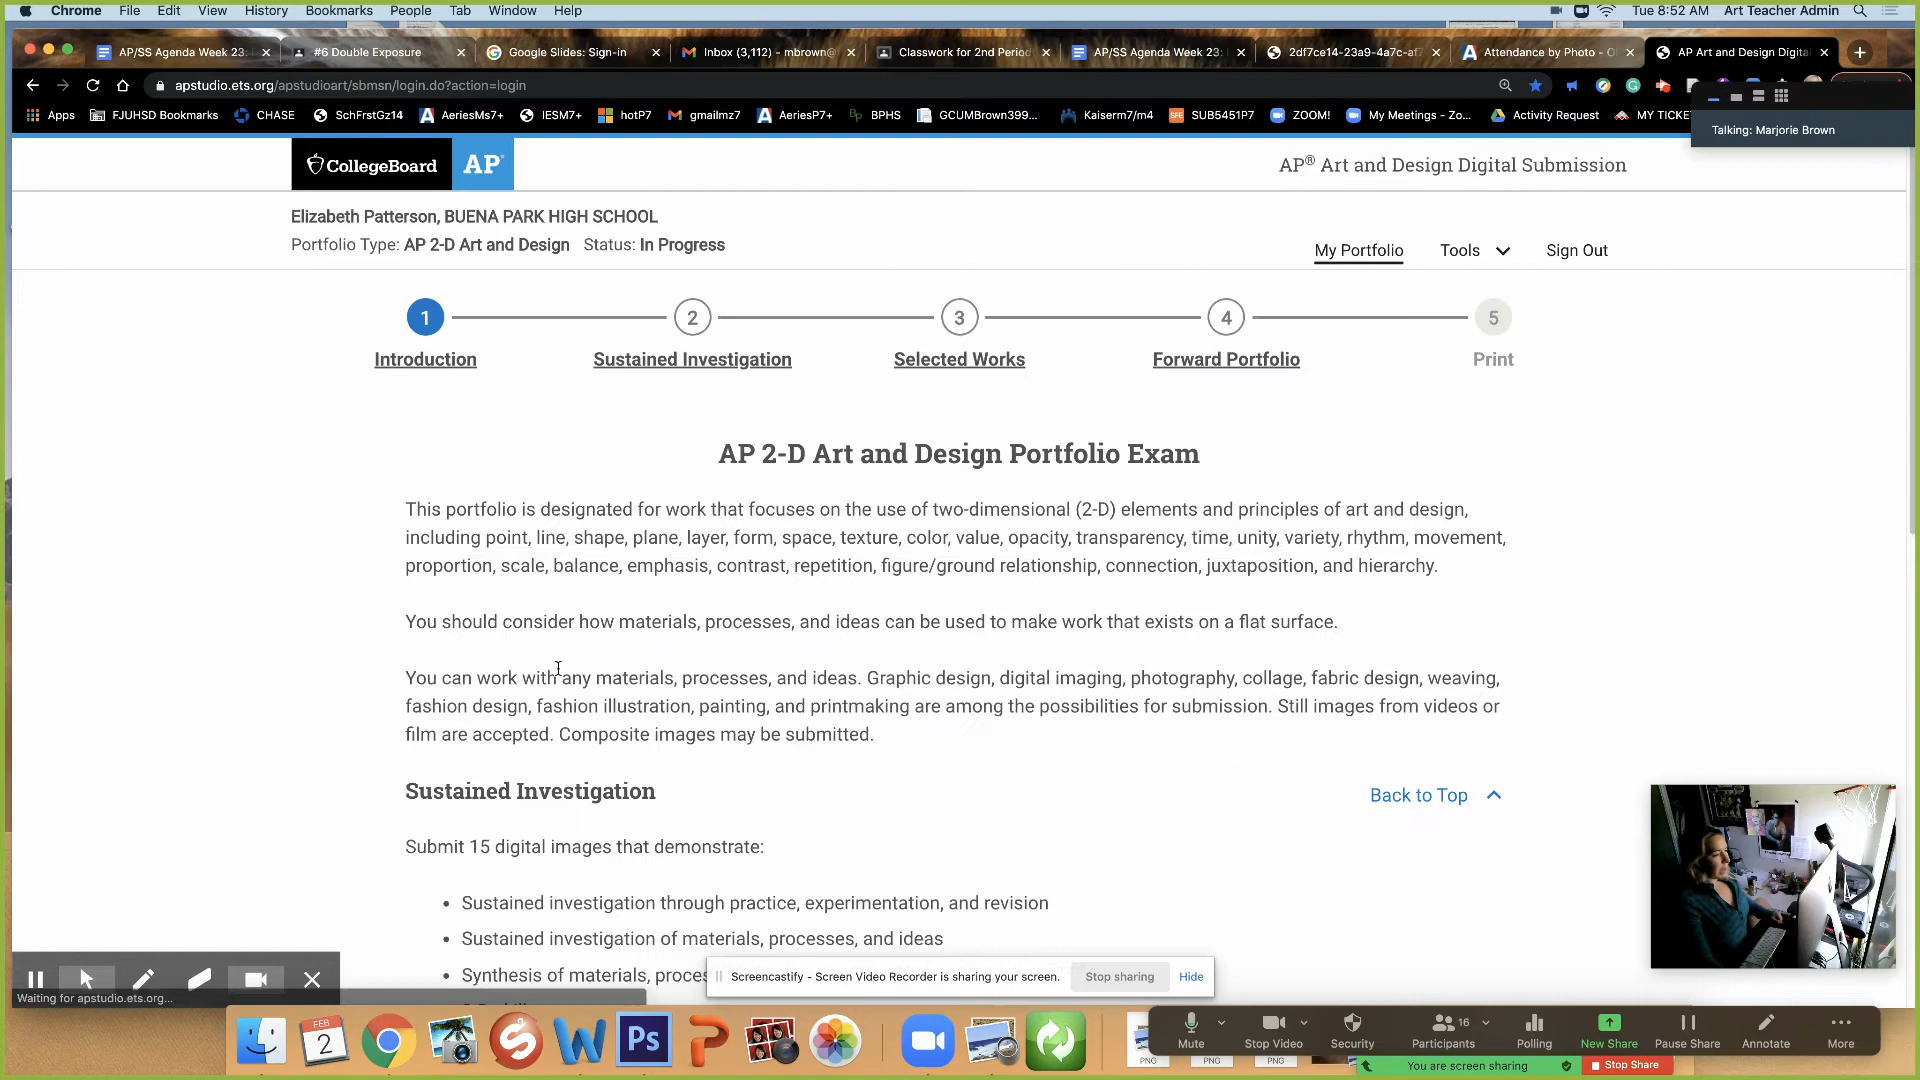 Chrome File Edit View History Bookmarks People Tab Window Help Tue 8:52 AM Art Teacher Admin
AP/SS Agenda Week 23: #6 Double Exposure Google Slides: Sign-in Inbox (3,112) - mbrown@ Classwork for 2nd Period AP/SS Agenda Week 23: 2df7ce14-23a9-4a7c-af7 Attendance by Photo - AP Art and Design Digital
apstudio.ets.org/apstudioart/sbmsn/login.do?action=login
Apps FJUHSD Bookmarks CHASE SchFrstGz14 AeriesMs7+ IESM7+ hotP7 gmailmz7 AeriesP7+ BPHS GCUMBrown399... Kaiserm7/m4 SUB5451P7 ZOOM! My Meetings - Zo... Activity Request MY TICKE
Talking: Marjorie Brown
CollegeBoard AP®
AP® Art and Design Digital Submission
Elizabeth Patterson, BUENA PARK HIGH SCHOOL
Portfolio Type: AP 2-D Art and Design Status: In Progress
My Portfolio Tools Sign Out
1 2 3 4 5
Introduction Sustained Investigation Selected Works Forward Portfolio Print
AP 2-D Art and Design Portfolio Exam
This portfolio is designated for work that focuses on the use of two-dimensional (2-D) elements and principles of art and design,
including point, line, shape, plane, layer, form, space, texture, color, value, opacity, transparency, time, unity, variety, rhythm, movement,
proportion, scale, balance, emphasis, contrast, repetition, figure/ground relationship, connection, juxtaposition, and hierarchy.
You should consider how materials, processes, and ideas can be used to make work that exists on a flat surface.
You can work with any materials, processes, and ideas. Graphic design, digital imaging, photography, collage, fabric design, weaving,
fashion design, fashion illustration, painting, and printmaking are among the possibilities for submission. Still images from videos or
film are accepted. Composite images may be submitted.
Sustained Investigation
Back to Top
Submit 15 digital images that demonstrate:
• Sustained investigation through practice, experimentation, and revision
• Sustained investigation of materials, processes, and ideas
• Synthesis of materials, proces
Screencastify - Screen Video Recorder is sharing your screen. Stop sharing Hide
Waiting for apstudio.ets.org...
FEB
2
W Ps
PNG PNG PNG
16
Mute Stop Video Security Participants Polling New Share Pause Share Annotate More
You are screen sharing Stop Share